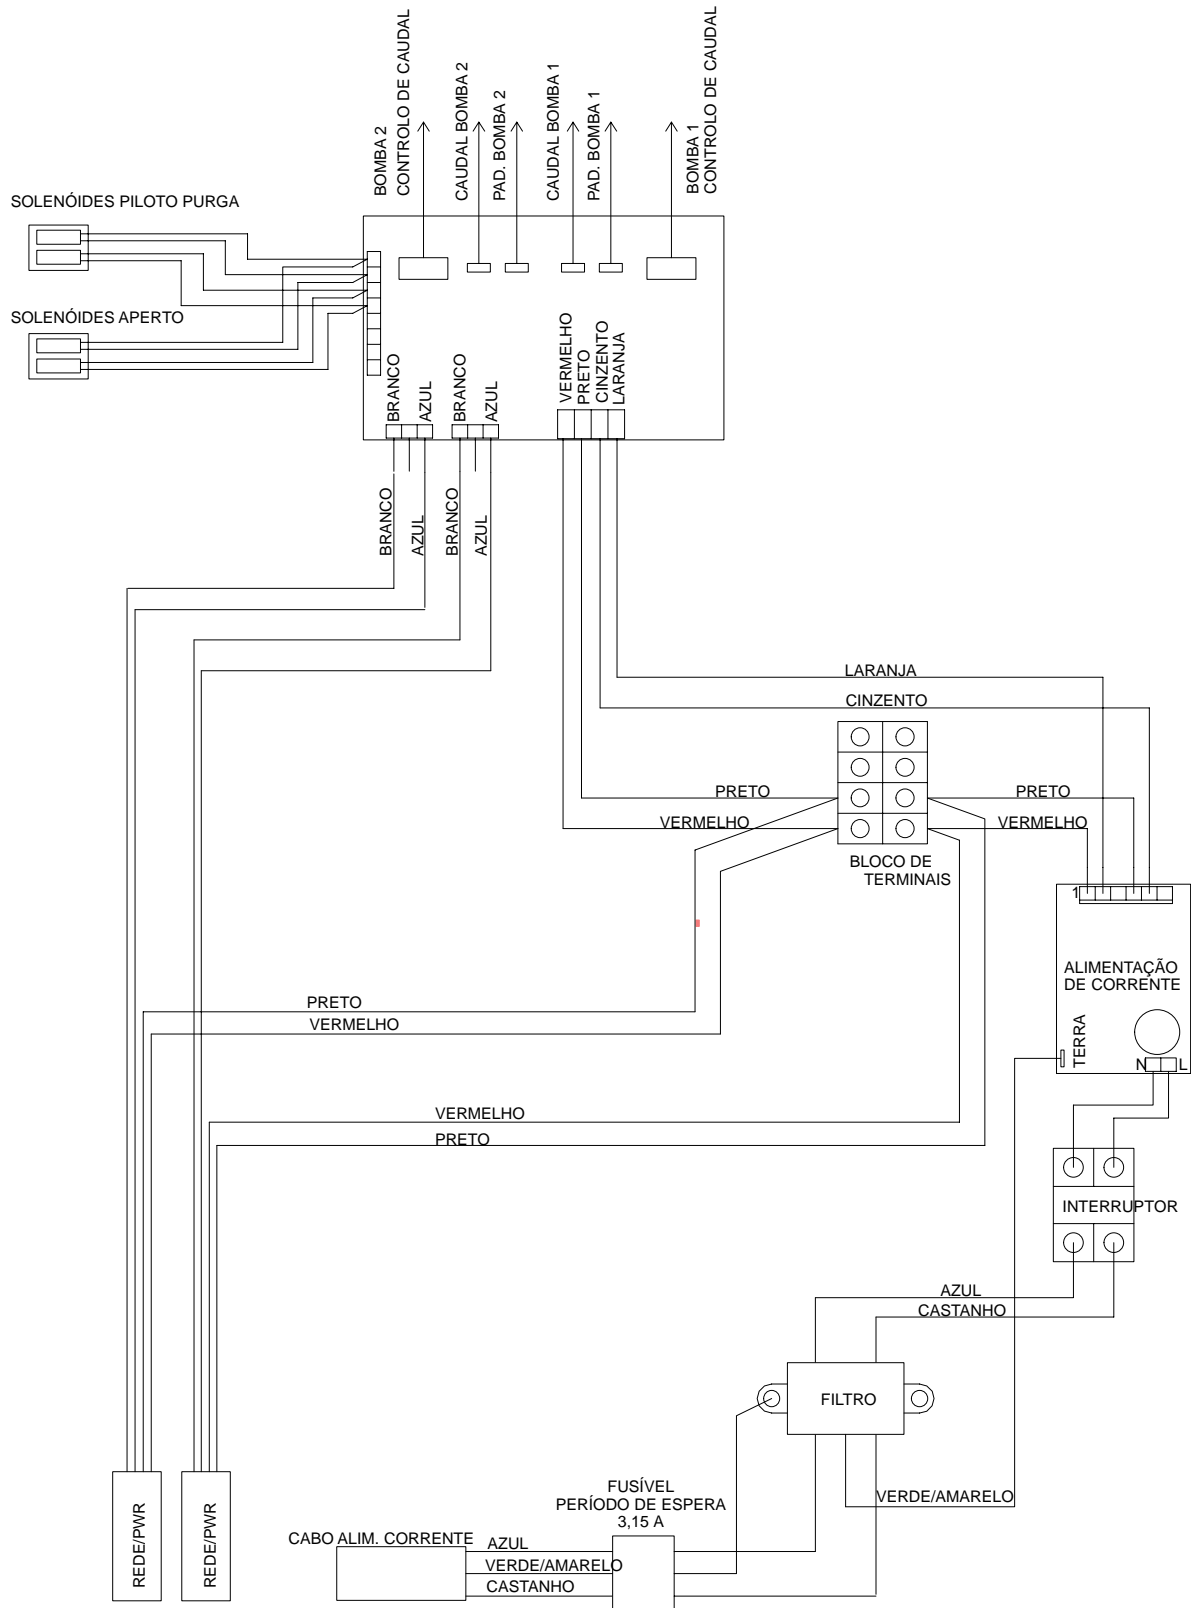 BOMBA 2
CONTROLO DE CAUDAL
CAUDAL BOMBA 2
PAD. BOMBA 2
CAUDAL BOMBA 1
PAD. BOMBA 1
BOMBA 1
CONTROLO DE CAUDAL
SOLENÓIDES PILOTO PURGA
SOLENÓIDES APERTO
BRANCO
AZUL
BRANCO
AZUL
VERMELHO
PRETO
CINZENTO
LARANJA
BRANCO
AZUL
BRANCO
AZUL
LARANJA
CINZENTO
PRETO
PRETO
VERMELHO
VERMELHO
BLOCO DE
TERMINAIS
1
ALIMENTAÇÃO
DE CORRENTE
TERRA
N
L
PRETO
VERMELHO
VERMELHO
PRETO
INTERRUPTOR
AZUL
CASTANHO
FILTRO
VERDE/AMARELO
FUSÍVEL
PERÍODO DE ESPERA
3,15 A
REDE/PWR
REDE/PWR
CABO ALIM. CORRENTE
AZUL
VERDE/AMARELO
CASTANHO